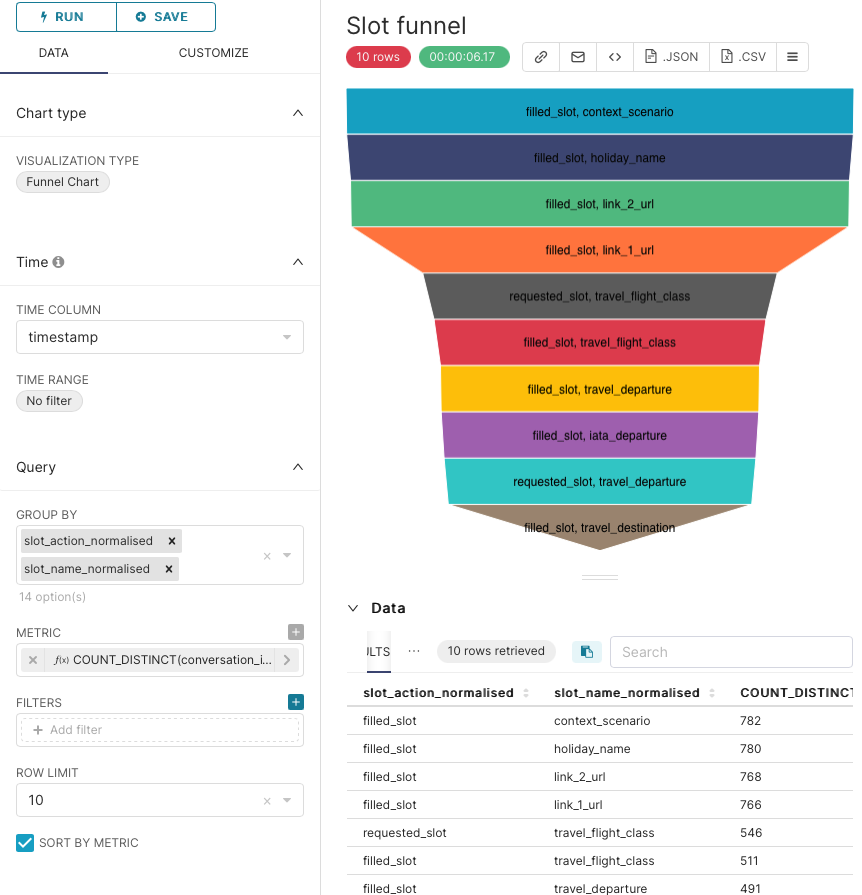 RUN
SAVE
DATA
CUSTOMIZE
Chart type
VISUALIZATION TYPE
Funnel Chart
Time
TIME COLUMN
timestamp
TIME RANGE
No filter
Query
GROUP BY
slot_action_normalised
slot_name_normalised
14 option(s)
METRIC
f(x) COUNT_DISTINCT(conversation_i...
FILTERS
Add filter
ROW LIMIT
10
SORT BY METRIC
Slot funnel
10 rows
00:00:06.17
.JSON
.CSV
filled_slot, context_scenario
filled_slot, holiday_name
filled_slot, link_2_url
filled_slot, link_1_url
requested_slot, travel_flight_class
filled_slot, travel_flight_class
filled_slot, travel_departure
filled_slot, iata_departure
requested_slot, travel_departure
filled_slot, travel_destination
Data
ULTS
...
10 rows retrieved
Search
slot_action_normalised slot_name_normalised COUNT_DISTINCT
filled_slot context_scenario 782
filled_slot holiday_name 780
filled_slot link_2_url 768
filled_slot link_1_url 766
requested_slot travel_flight_class 546
filled_slot travel_flight_class 511
filled_slot travel_departure 491